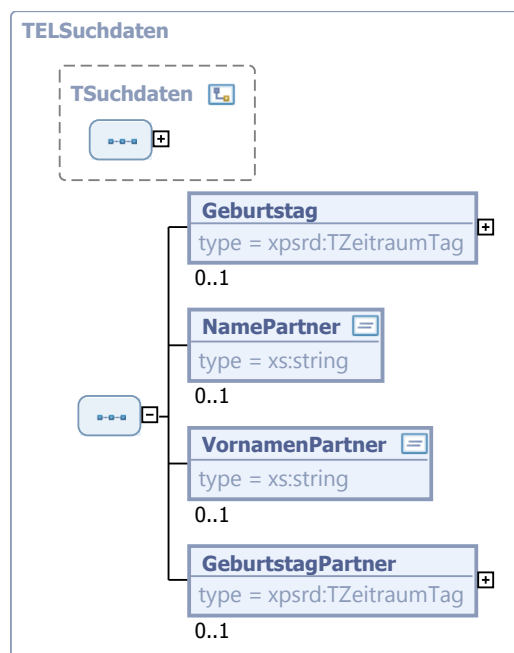 TELSuchdaten
TSuchdaten
Geburtstag
type = xpsrd:TZeitraumTag
0..1
NamePartner
type = xs:string
0..1
VornamenPartner
type = xs:string
0..1
GeburtstagPartner
type = xpsrd:TZeitraumTag
0..1